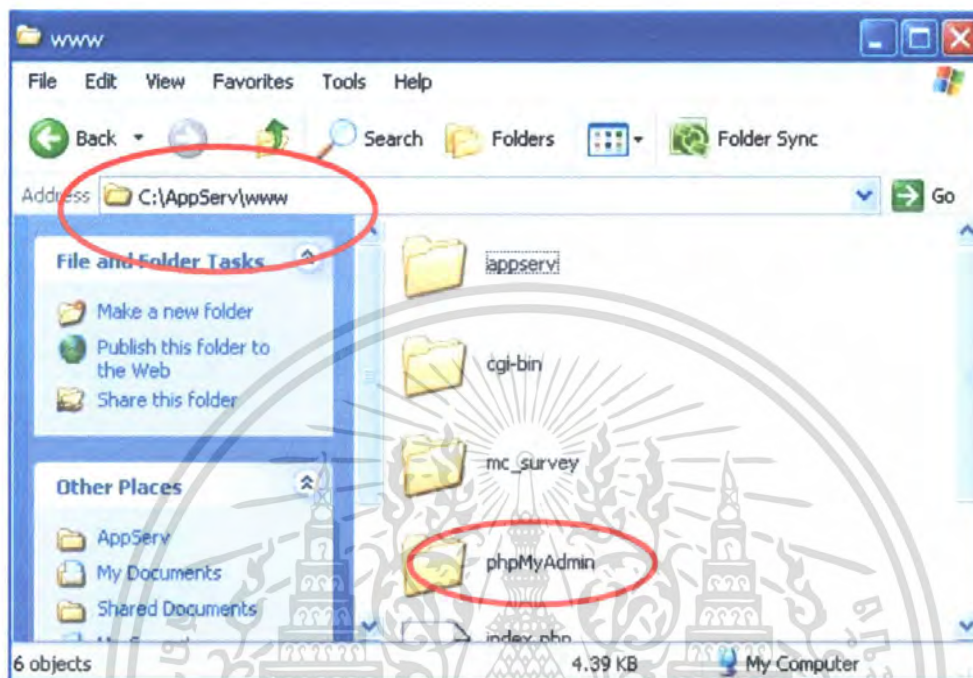 www
File Edit View Favorites Tools Help
Back Search Folders Folder Sync
Address C:\AppServ\www Go
File and Folder Tasks
Make a new folder
Publish this folder to
the Web
Share this folder
Other Places
AppServ
My Documents
Shared Documents
appserv
cgi-bin
mc_survey
phpMyAdmin
index.php
6 objects 4.39 KB My Computer